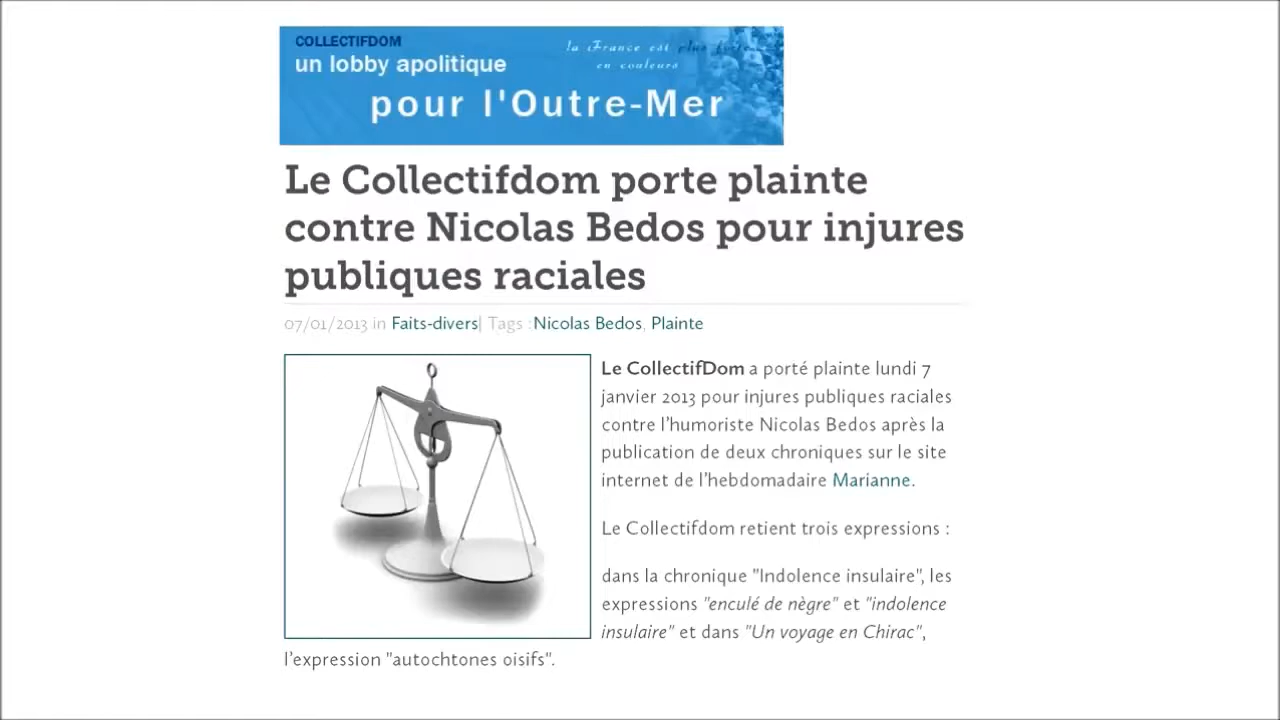 COLLECTIFDOM
un lobby apolitique
la France est plus forte...
en couleurs
pour l'Outre-Mer
Le Collectifdom porte plainte
contre Nicolas Bedos pour injures
publiques raciales
07/01/2013 in Faits-divers| Tags : Nicolas Bedos, Plainte
Le CollectifDom a porté plainte lundi 7
janvier 2013 pour injures publiques raciales
contre l'humoriste Nicolas Bedos après la
publication de deux chroniques sur le site
internet de l'hebdomadaire Marianne.
Le Collectifdom retient trois expressions :
dans la chronique "Indolence insulaire", les
expressions "enculé de nègre" et "indolence
insulaire" et dans "Un voyage en Chirac",
l'expression "autochtones oisifs".